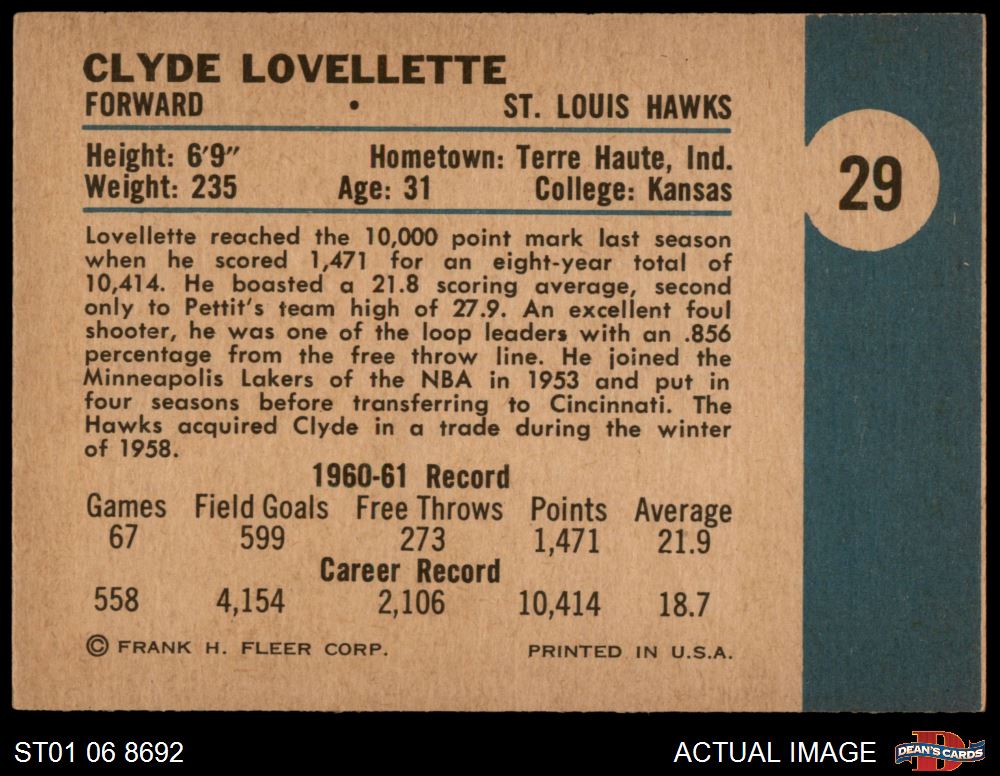 CLYDE LOVELLETTE
FORWARD • ST. LOUIS HAWKS
Height: 6′9″ Hometown: Terre Haute, Ind.
Weight: 235 Age: 31 College: Kansas
29
Lovellette reached the 10,000 point mark last season
when he scored 1,471 for an eight-year total of
10,414. He boasted a 21.8 scoring average, second
only to Pettit's team high of 27.9. An excellent foul
shooter, he was one of the loop leaders with an .856
percentage from the free throw line. He joined the
Minneapolis Lakers of the NBA in 1953 and put in
four seasons before transferring to Cincinnati. The
Hawks acquired Clyde in a trade during the winter
of 1958.
1960-61 Record
Games Field Goals Free Throws Points Average
67 599 273 1,471 21.9
Career Record
558 4,154 2,106 10,414 18.7
© FRANK H. FLEER CORP. PRINTED IN U.S.A.
ST01 06 8692 ACTUAL IMAGE DEAN'S CARDS